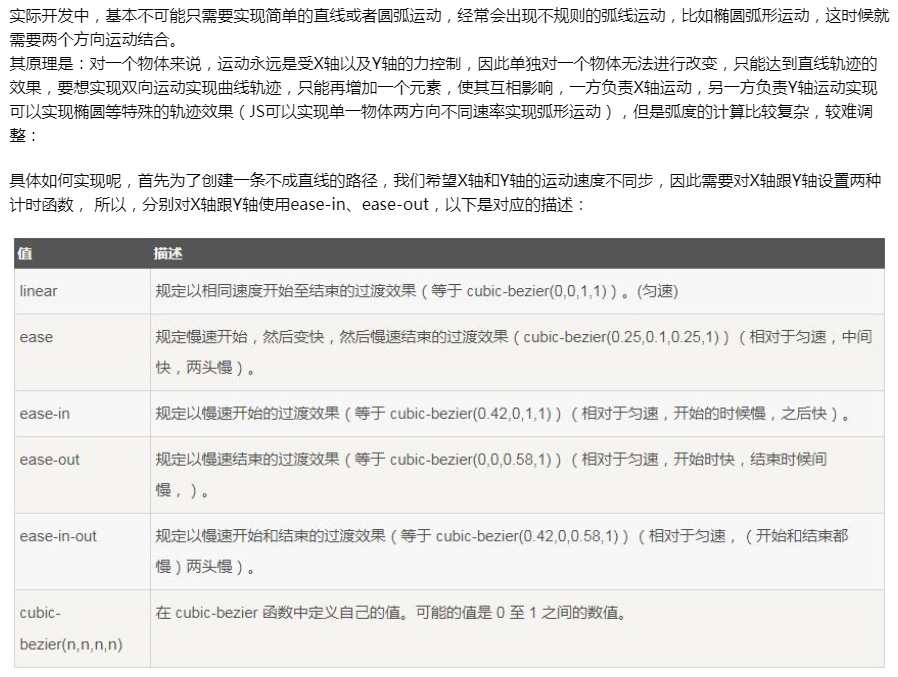 实际开发中，基本不可能只需要实现简单的直线或者圆弧运动，经常会出现不规则的弧线运动，比如椭圆弧形运动，这时候就
需要两个方向运动结合。
其原理是：对一个物体来说，运动永远是受X轴以及Y轴的力控制，因此单独对一个物体无法进行改变，只能达到直线轨迹的
效果，要想实现双向运动实现曲线轨迹，只能再增加一个元素，使其互相影响，一方负责X轴运动，另一方负责Y轴运动实现
可以实现椭圆等特殊的轨迹效果（JS可以实现单一物体两方向不同速率实现弧形运动），但是弧度的计算比较复杂，较难调
整：
具体如何实现呢，首先为了创建一条不成直线的路径，我们希望X轴和Y轴的运动速度不同步，因此需要对X轴跟Y轴设置两种
计时函数， 所以，分别对X轴跟Y轴使用ease-in、ease-out，以下是对应的描述：
值 描述
linear 规定以相同速度开始至结束的过渡效果（等于 cubic-bezier(0,0,1,1)）。(匀速)
ease 规定慢速开始，然后变快，然后慢速结束的过渡效果（cubic-bezier(0.25,0.1,0.25,1)）（相对于匀速，中间
快，两头慢）。
ease-in 规定以慢速开始的过渡效果（等于 cubic-bezier(0.42,0,1,1)）（相对于匀速，开始的时候慢，之后快）。
ease-out 规定以慢速结束的过渡效果（等于 cubic-bezier(0,0,0.58,1)）（相对于匀速，开始时快，结束时候间
慢，）。
ease-in-out 规定以慢速开始和结束的过渡效果（等于 cubic-bezier(0.42,0,0.58,1)）（相对于匀速，（开始和结束都
慢）两头慢）。
cubic- 在 cubic-bezier 函数中定义自己的值。可能的值是 0 至 1 之间的数值。
bezier(n,n,n,n)